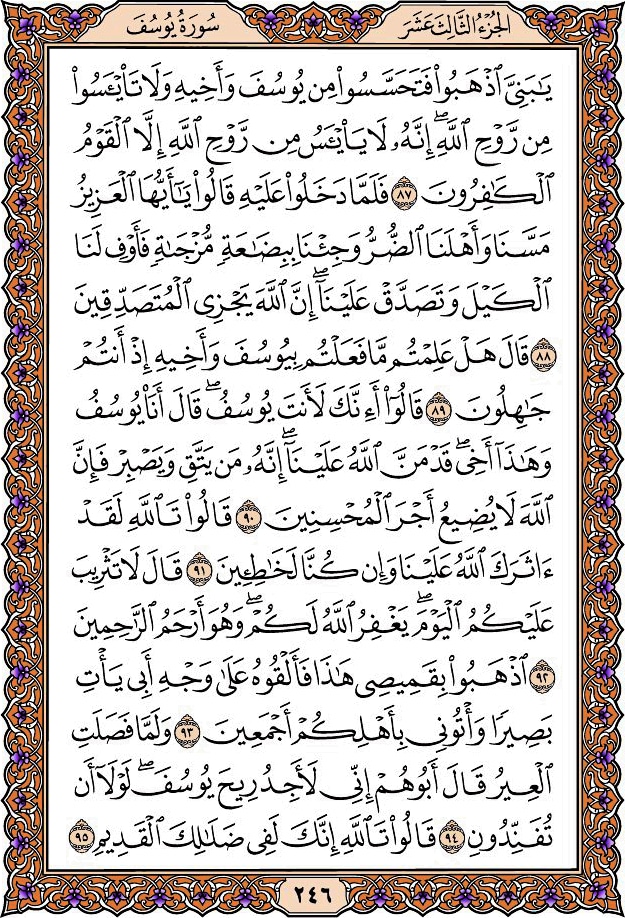 الجزء الثالث عشر
سورة يوسف
يَـٰبَنِىَّ ٱذْهَبُوا۟ فَتَحَسَّسُوا۟ مِن يُوسُفَ وَأَخِيهِ وَلَا تَا۟يْـَٔسُوا۟
مِن رَّوْحِ ٱللَّهِ ۖ إِنَّهُۥ لَا يَا۟يْـَٔسُ مِن رَّوْحِ ٱللَّهِ إِلَّا ٱلْقَوْمُ
ٱلْكَـٰفِرُونَ ٨٧ فَلَمَّا دَخَلُوا۟ عَلَيْهِ قَالُوا۟ يَـٰٓأَيُّهَا ٱلْعَزِيزُ
مَسَّنَا وَأَهْلَنَا ٱلضُّرُّ وَجِئْنَا بِبِضَـٰعَةٍ مُّزْجَىٰةٍ فَأَوْفِ لَنَا
ٱلْكَيْلَ وَتَصَدَّقْ عَلَيْنَآ ۖ إِنَّ ٱللَّهَ يَجْزِى ٱلْمُتَصَدِّقِينَ
٨٨ قَالَ هَلْ عَلِمْتُم مَّا فَعَلْتُم بِيُوسُفَ وَأَخِيهِ إِذْ أَنتُمْ
جَـٰهِلُونَ ٨٩ قَالُوٓا۟ أَءِنَّكَ لَأَنتَ يُوسُفُ ۖ قَالَ أَنَا۠ يُوسُفُ
وَهَـٰذَآ أَخِى ۖ قَدْ مَنَّ ٱللَّهُ عَلَيْنَآ ۖ إِنَّهُۥ مَن يَتَّقِ وَيَصْبِرْ فَإِنَّ
ٱللَّهَ لَا يُضِيعُ أَجْرَ ٱلْمُحْسِنِينَ ٩٠ قَالُوا۟ تَٱللَّهِ لَقَدْ
ءَاثَرَكَ ٱللَّهُ عَلَيْنَا وَإِن كُنَّا لَخَـٰطِـِٔينَ ٩١ قَالَ لَا تَثْرِيبَ
عَلَيْكُمُ ٱلْيَوْمَ ۖ يَغْفِرُ ٱللَّهُ لَكُمْ ۖ وَهُوَ أَرْحَمُ ٱلرَّٰحِمِينَ
٩٢ ٱذْهَبُوا۟ بِقَمِيصِى هَـٰذَا فَأَلْقُوهُ عَلَىٰ وَجْهِ أَبِى يَأْتِ
بَصِيرًا وَأْتُونِى بِأَهْلِكُمْ أَجْمَعِينَ ٩٣ وَلَمَّا فَصَلَتِ
ٱلْعِيرُ قَالَ أَبُوهُمْ إِنِّى لَأَجِدُ رِيحَ يُوسُفَ ۖ لَوْلَآ أَن
تُفَنِّدُونِ ٩٤ قَالُوا۟ تَٱللَّهِ إِنَّكَ لَفِى ضَلَـٰلِكَ ٱلْقَدِيمِ ٩٥
٢٤٦